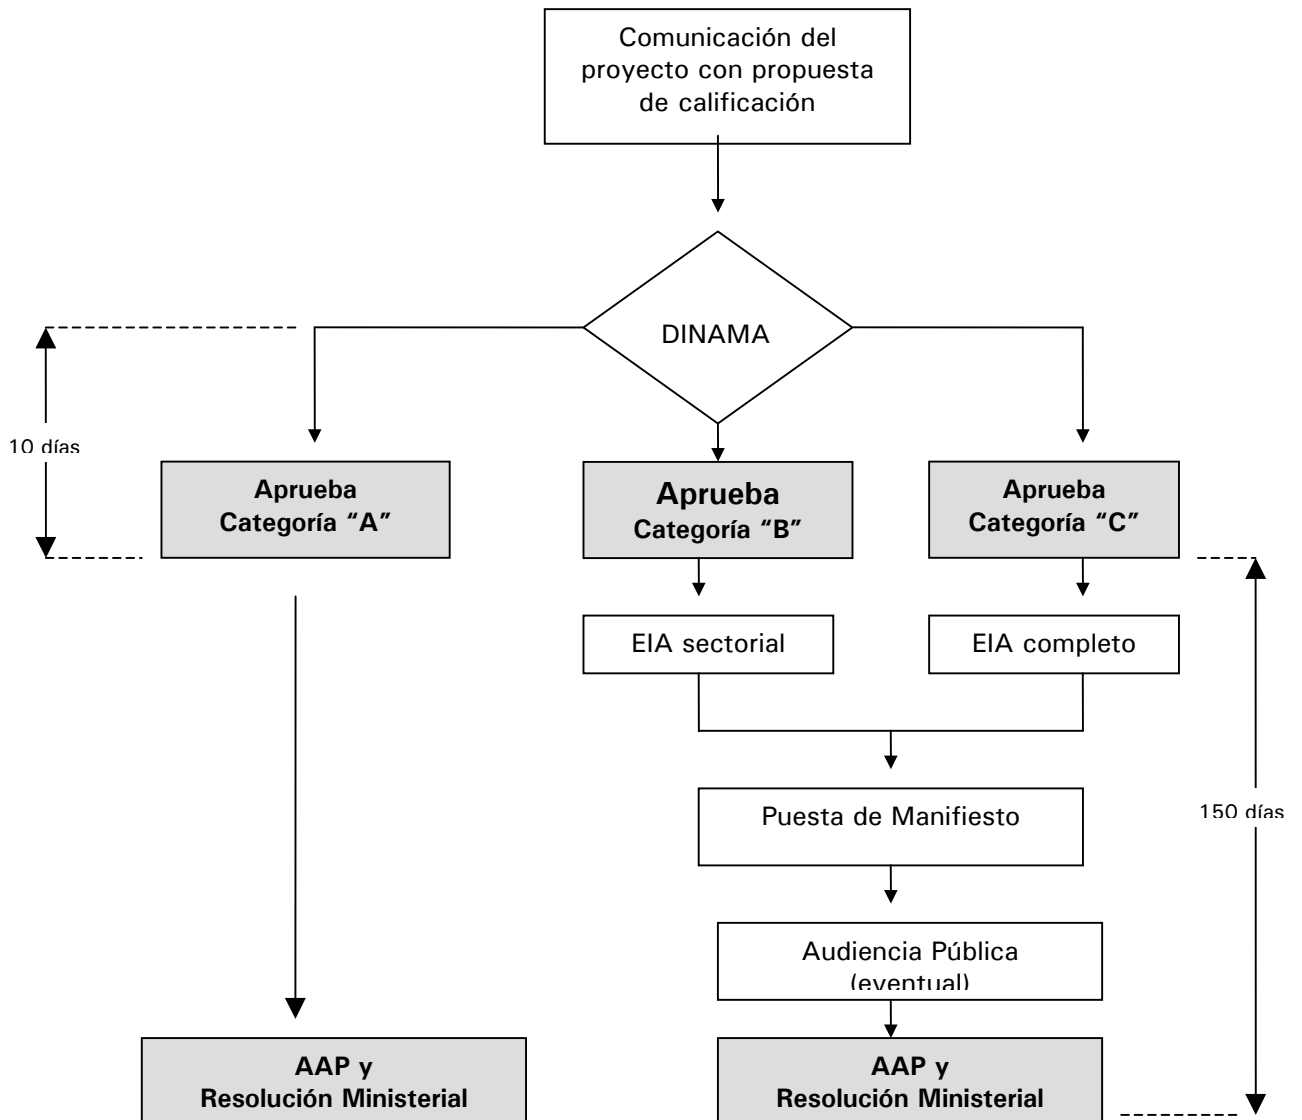 Comunicación del
proyecto con propuesta
de calificación
DINAMA
10 días
Aprueba
Categoría “A”
Aprueba
Categoría “B”
Aprueba
Categoría “C”
EIA sectorial
EIA completo
Puesta de Manifiesto
150 días
Audiencia Pública
(eventual)
AAP y
Resolución Ministerial
AAP y
Resolución Ministerial